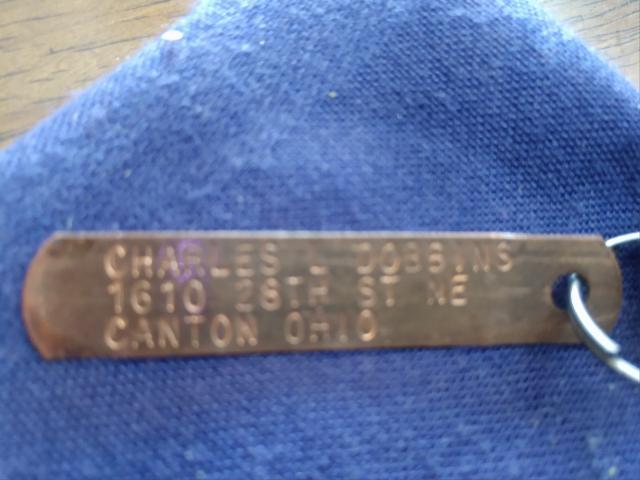 CHARLES L DOBBINS
1610 28TH ST NE
CANTON OHIO